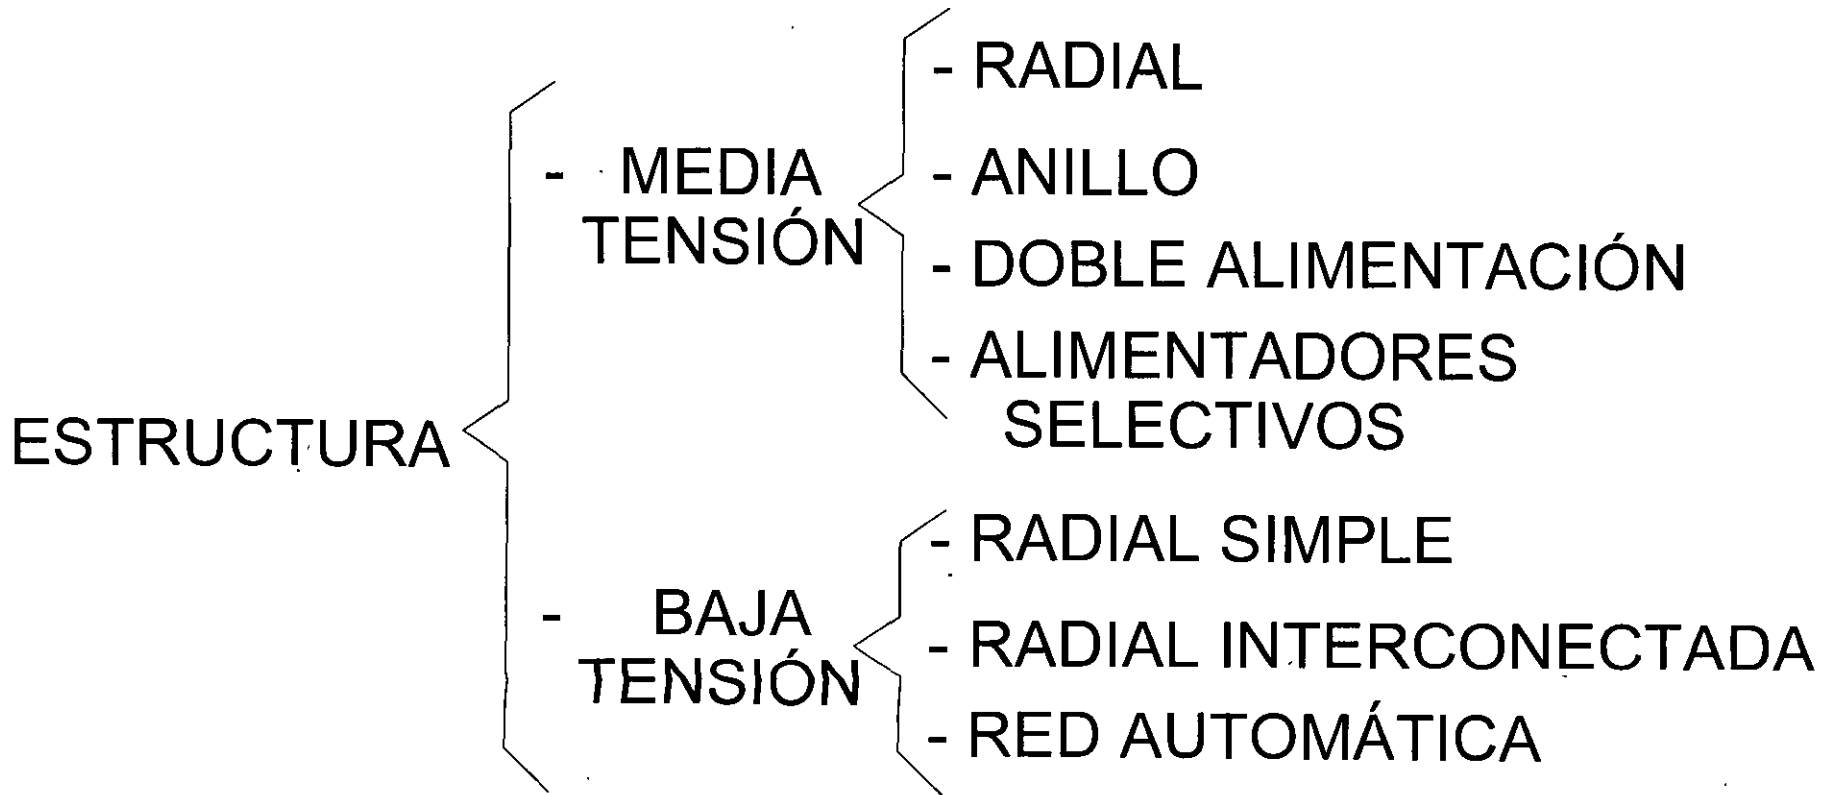 ESTRUCTURA
- MEDIA
TENSIÓN
- RADIAL
- ANILLO
- DOBLE ALIMENTACIÓN
- ALIMENTADORES
SELECTIVOS
- BAJA
TENSIÓN
- RADIAL SIMPLE
- RADIAL INTERCONECTADA
- RED AUTOMÁTICA